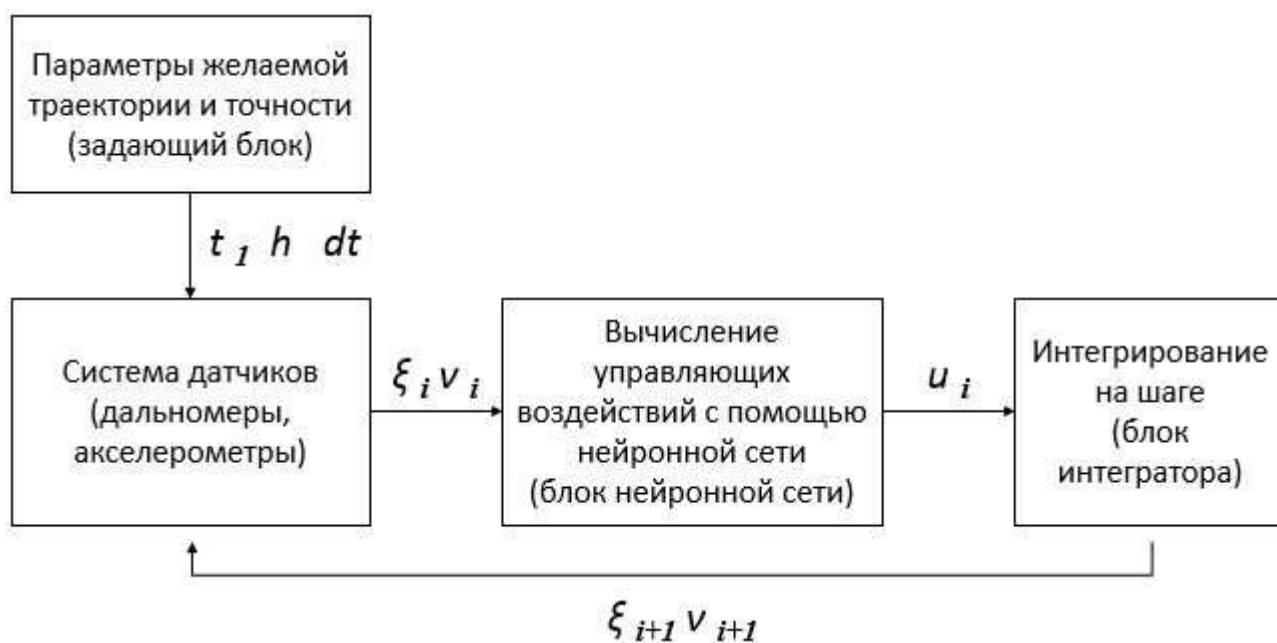 Параметры желаемой
траектории и точности
(задающий блок)
t 1 h dt
Система датчиков
(дальномеры,
акселерометры)
ξ i v i
Вычисление
управляющих
воздействий с помощью
нейронной сети
(блок нейронной сети)
u i
Интегрирование
на шаге
(блок
интегратора)
ξ i+1 v i+1